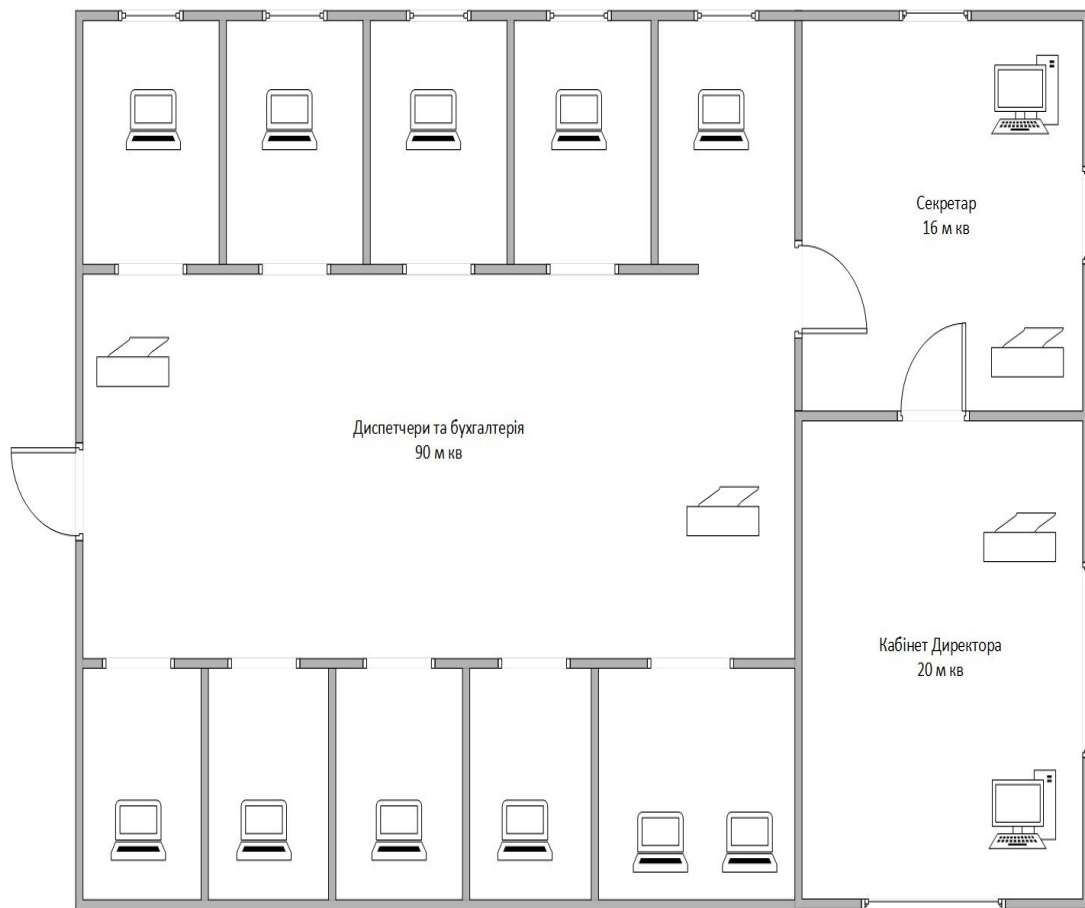 Секретар
16 м кв
Диспетчери та бухгалтерія
90 м кв
Кабінет Директора
20 м кв